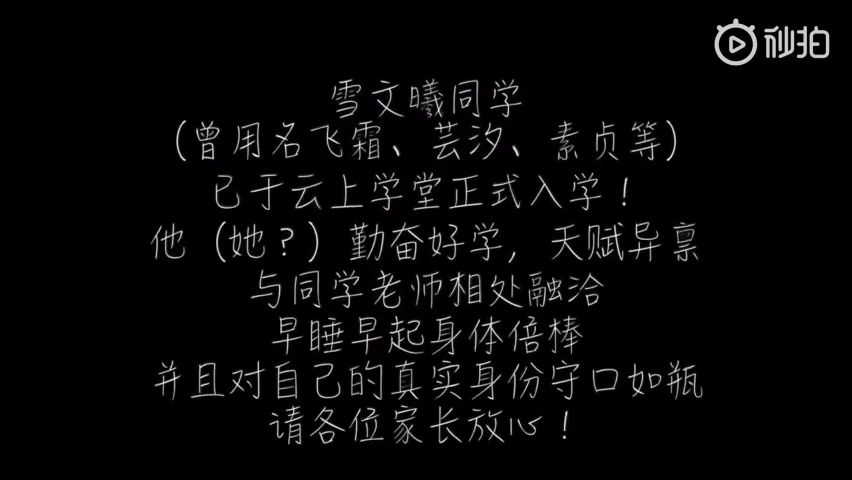 秒拍
雪文曦同学
（曾用名飞霜、芸汐、素贞等）
已于云上学堂正式入学！
他（她？）勤奋好学，天赋异禀
与同学老师相处融洽
早睡早起身体倍棒
并且对自己的真实身份守口如瓶
请各位家长放心！